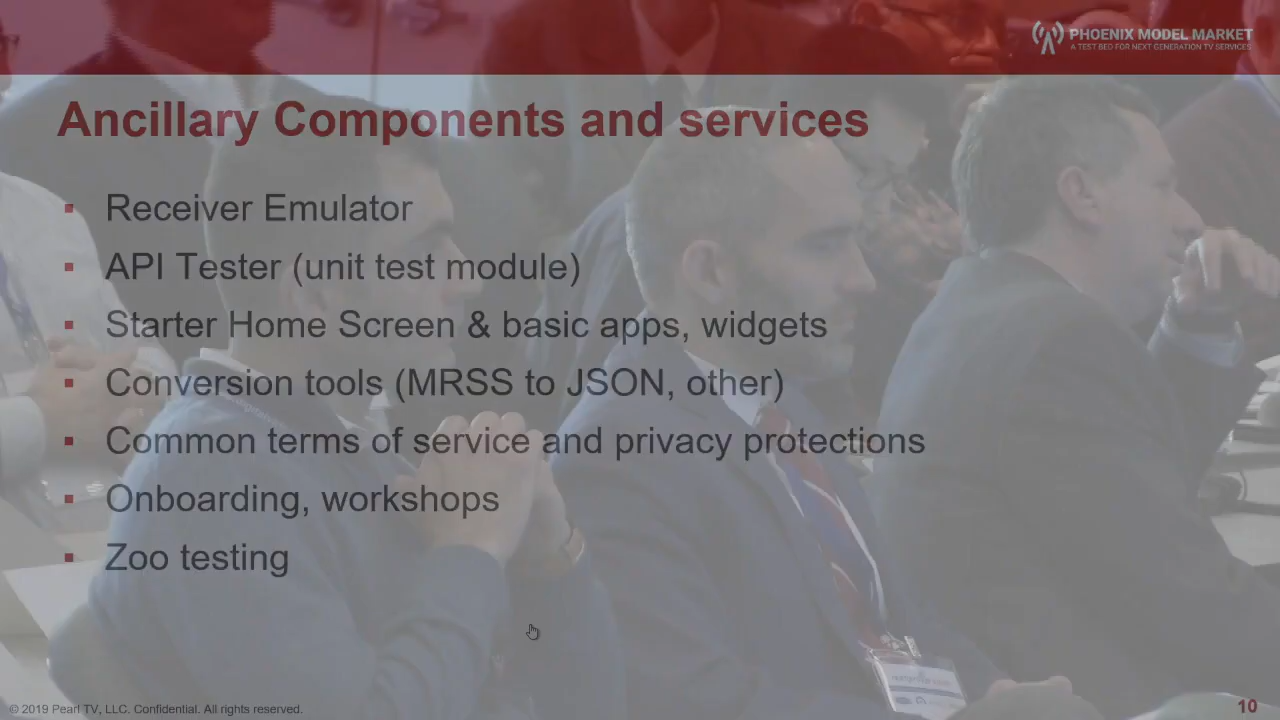 PHOENIX MODEL MARKET
A TEST BED FOR NEXT GENERATION TV SERVICES
Ancillary Components and services
▪ Receiver Emulator
▪ API Tester (unit test module)
▪ Starter Home Screen & basic apps, widgets
▪ Conversion tools (MRSS to JSON, other)
▪ Common terms of service and privacy protections
▪ Onboarding, workshops
▪ Zoo testing
© 2019 Pearl TV, LLC. Confidential. All rights reserved.
10